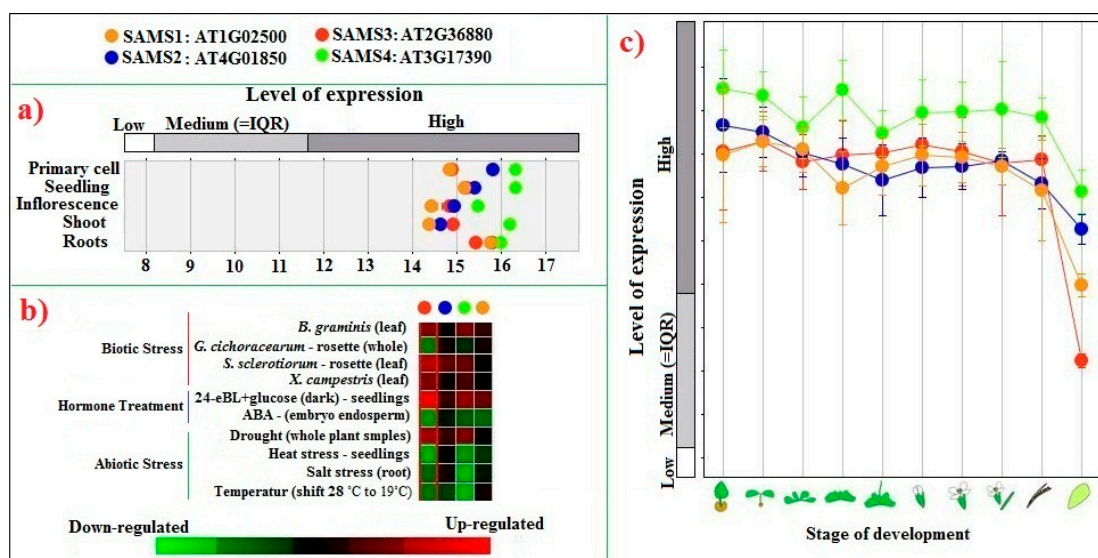 SAMS1: AT1G02500 SAMS3: AT2G36880
SAMS2: AT4G01850 SAMS4: AT3G17390
a)
Level of expression
Low Medium (=IQR) High
Primary cell
Seedling
Inflorescence
Shoot
Roots
8 9 10 11 12 13 14 15 16 17
b)
Biotic Stress
B. graminis (leaf)
G. cichoracearum - rosette (whole)
S. sclerotiorum - rosette (leaf)
X. campestris (leaf)
Hormone Treatment
24-eBL+glucose (dark) - seedlings
ABA - (embryo endosperm)
Abiotic Stress
Drought (whole plant smples)
Heat stress - seedlings
Salt stress (root)
Temperatur (shift 28 °C to 19°C)
Down-regulated Up-regulated
c)
Level of expression
High
Medium (=IQR)
Low
Stage of development